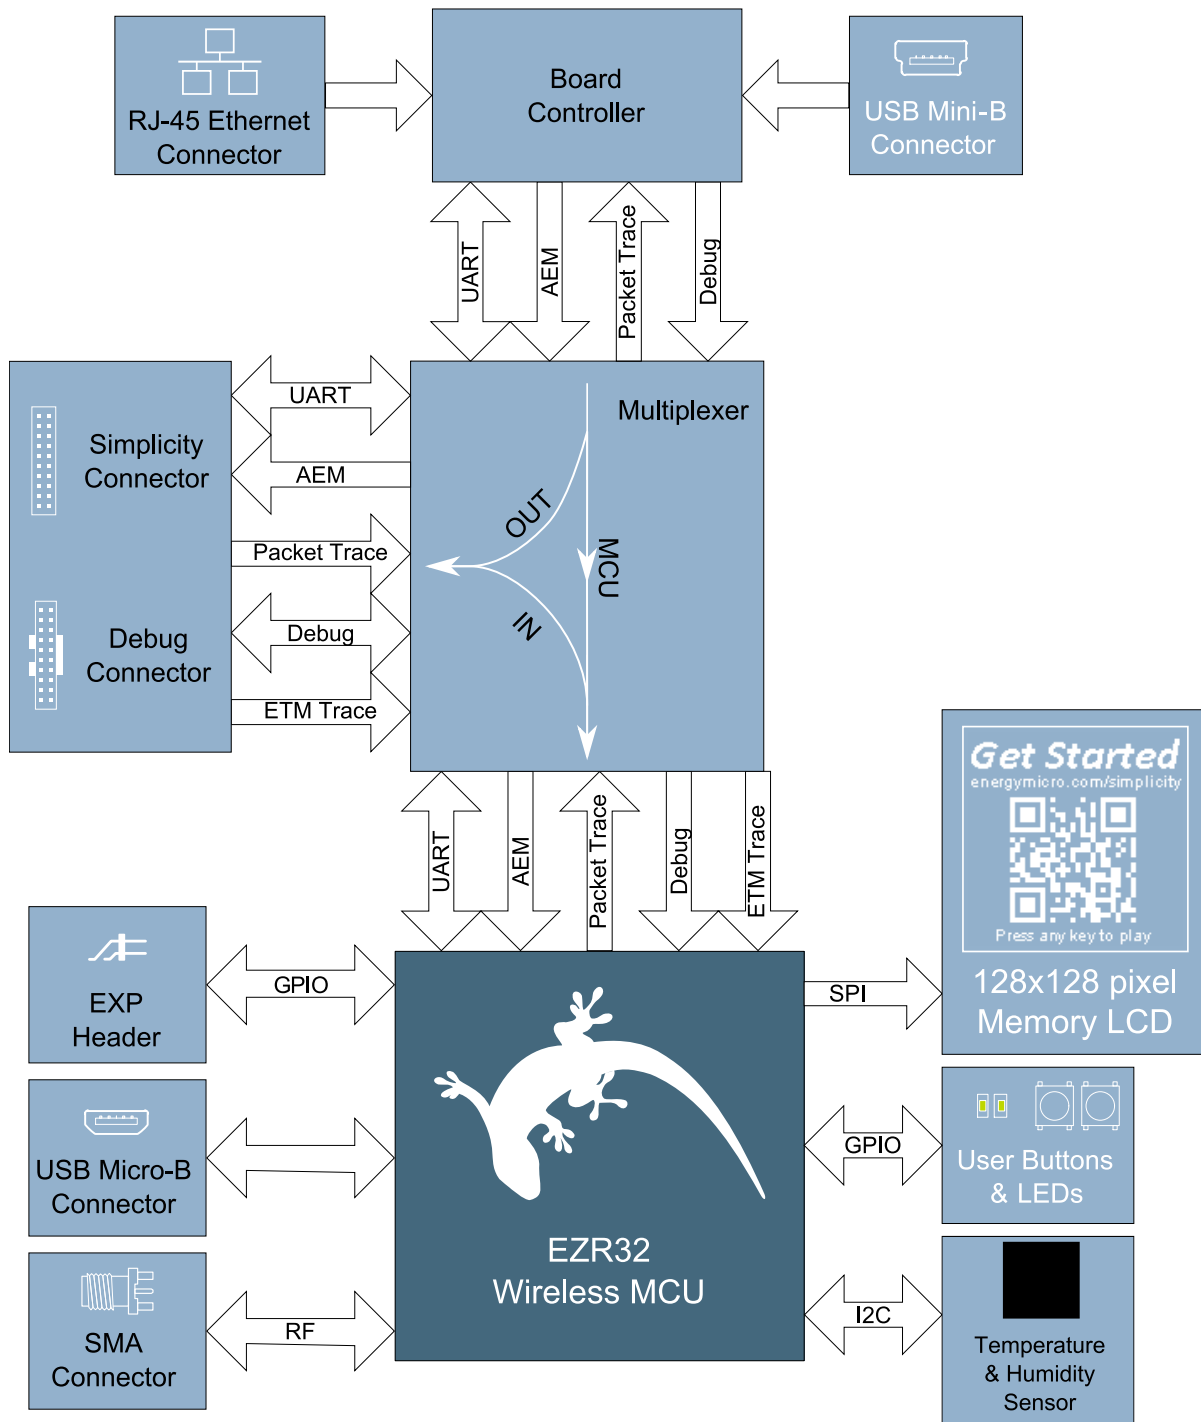 RJ-45 Ethernet
Connector
Board
Controller
USB Mini-B
Connector
UART
AEM
Packet Trace
Debug
Simplicity
Connector
Debug
Connector
UART
AEM
Packet Trace
Debug
ETM Trace
Multiplexer
OUT
MCU
IN
UART
AEM
Packet Trace
Debug
ETM Trace
Get Started
energymicro.com/simplicity
Press any key to play
128x128 pixel
Memory LCD
EXP
Header
GPIO
SPI
USB Micro-B
Connector
GPIO
User Buttons
& LEDs
EZR32
Wireless MCU
SMA
Connector
RF
I2C
Temperature
& Humidity
Sensor